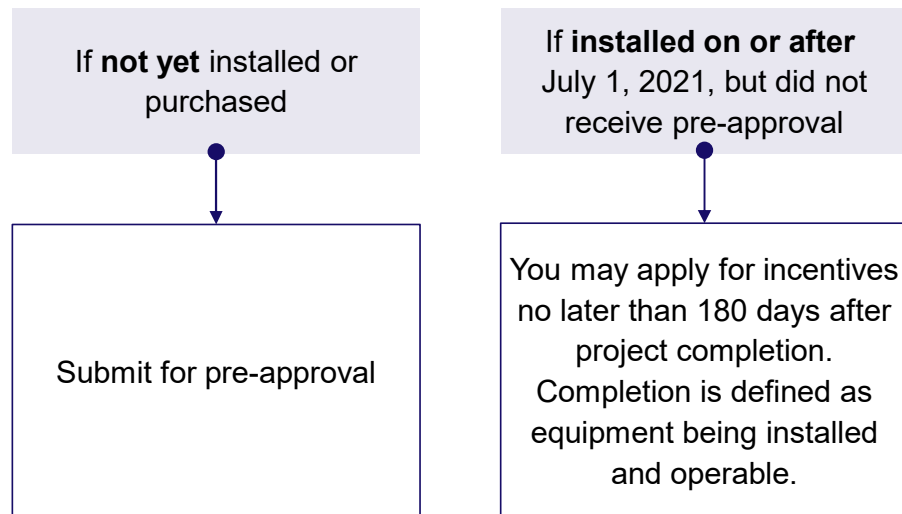 If not yet installed or
purchased
If installed on or after
July 1, 2021, but did not
receive pre-approval
Submit for pre-approval
You may apply for incentives
no later than 180 days after
project completion.
Completion is defined as
equipment being installed
and operable.